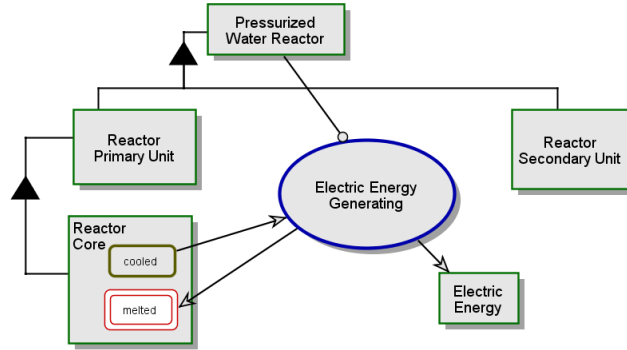 Pressurized
Water Reactor
Reactor
Primary Unit
Reactor
Secondary Unit
Electric Energy
Generating
Reactor
Core
cooled
melted
Electric
Energy